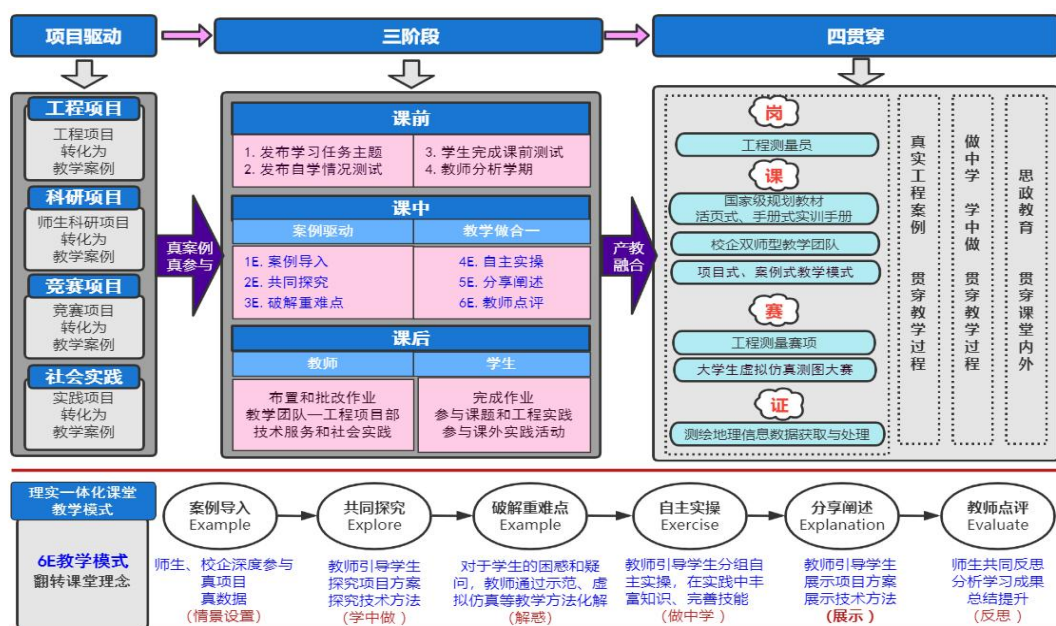 项目驱动
三阶段
四贯穿
工程项目
工程项目
转化为
教学案例
科研项目
师生科研项目
转化为
教学案例
竞赛项目
竞赛项目
转化为
教学案例
社会实践
实践项目
转化为
教学案例
真案例
真参与
课前
1. 发布学习任务主题
2. 发布自学情况测试
3. 学生完成课前测试
4. 教师分析学期
课中
案例驱动
教学做合一
1E. 案例导入
2E. 共同探究
3E. 破解重难点
4E. 自主实操
5E. 分享阐述
6E. 教师点评
课后
教师
学生
布置和批改作业
教学团队—工程项目部
技术服务和社会实践
完成作业
参与课题和工程实践
参与课外实践活动
产教
融合
岗
工程测量员
课
国家级规划教材
活页式、手册式实训手册
校企双师型教学团队
项目式、案例式教学模式
赛
工程测量赛项
大学生虚拟仿真测图大赛
证
测绘地理信息数据获取与处理
真实工程案例 贯穿教学过程
做中学 学中做 贯穿教学过程
思政教育 贯穿课堂内外
理实一体化课堂
教学模式
6E教学模式
翻转课堂理念
案例导入
Example
师生、校企深度参与
真项目
真数据
(情景设置)
共同探究
Explore
教师引导学生
探究项目方案
探究技术方法
(学中做)
破解重难点
Example
对于学生的困惑和疑
问，教师通过示范、虚
拟仿真等教学方法化解
(解惑)
自主实操
Exercise
教师引导学生分组自
主实操，在实践中丰
富知识、完善技能
(做中学)
分享阐述
Explanation
教师引导学生
展示项目方案
展示技术方法
(展示)
教师点评
Evaluate
师生共同反思
分析学习成果
总结提升
(反思)